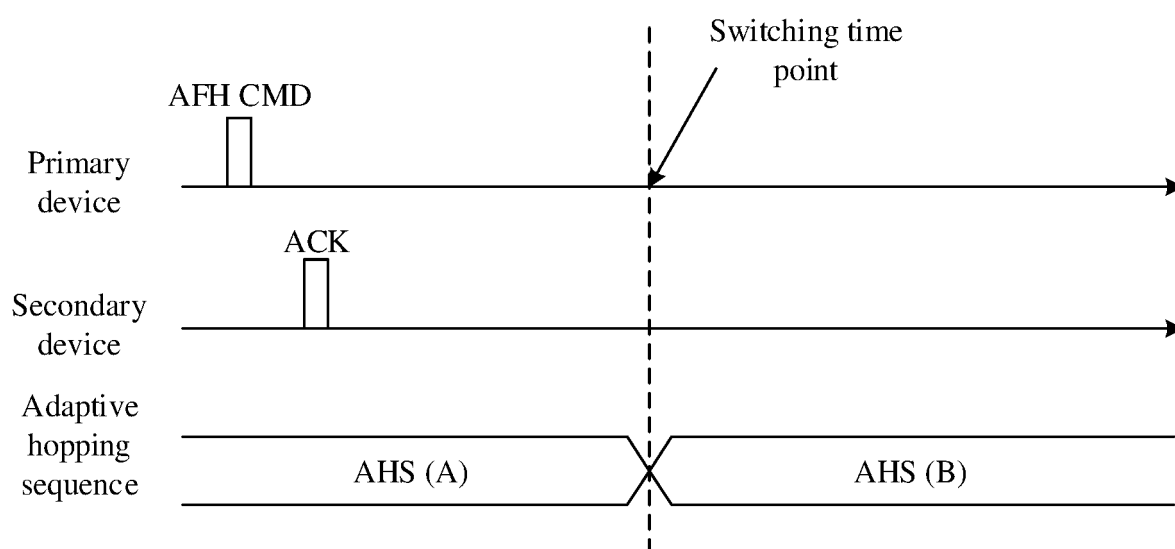 Switching time
point
AFH CMD
Primary
device
ACK
Secondary
device
Adaptive
hopping
sequence
AHS (A)
AHS (B)